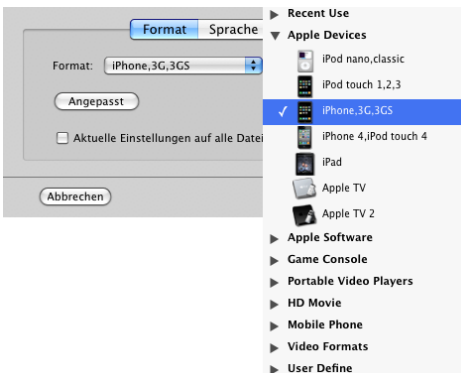 Format Sprache
Format: iPhone,3G,3GS
Angepasst
Aktuelle Einstellungen auf alle Datei
Abbrechen
Recent Use
Apple Devices
iPod nano,classic
iPod touch 1,2,3
iPhone,3G,3GS
iPhone 4,iPod touch 4
iPad
Apple TV
Apple TV 2
Apple Software
Game Console
Portable Video Players
HD Movie
Mobile Phone
Video Formats
User Define